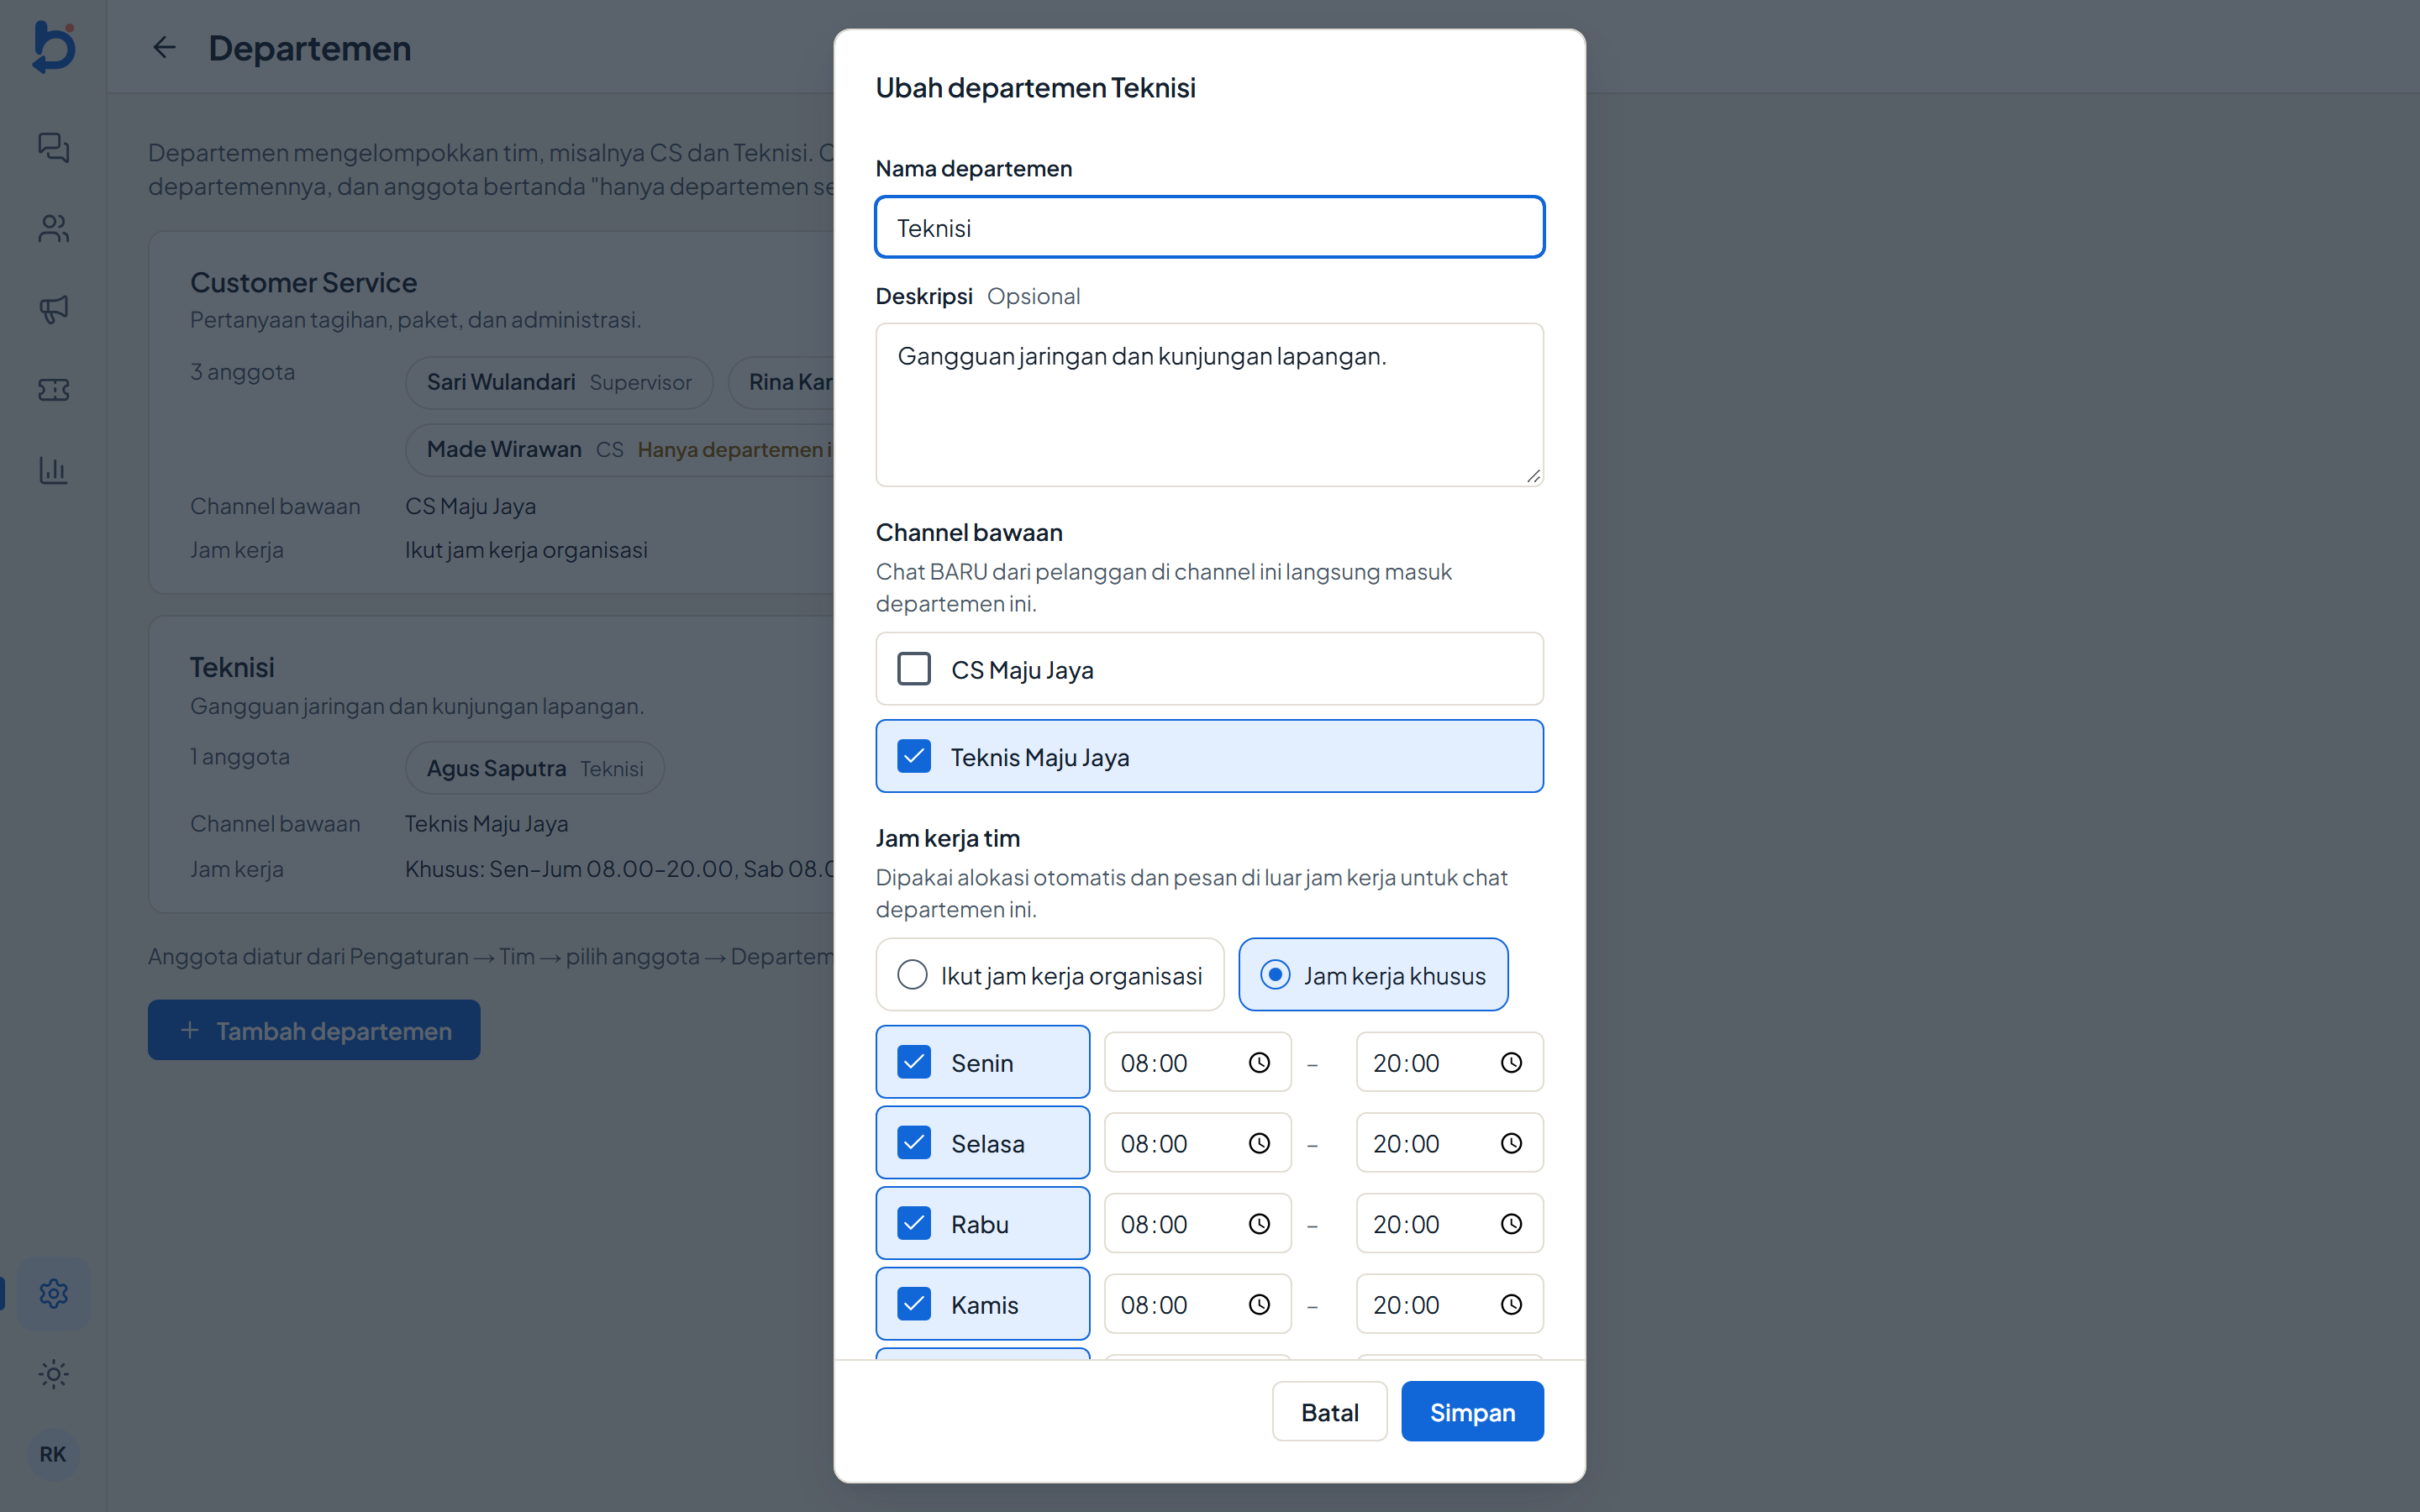 Departemen
Departemen mengelompokkan tim, misalnya CS dan Teknisi.
departemennya, dan anggota bertanda "hanya departemen
Customer Service
Pertanyaan tagihan, paket, dan administrasi.
3 anggota
Sari Wulandari Supervisor
Rina
Made Wirawan CS Hanya departemen
Channel bawaan
CS Maju Jaya
Jam kerja
Ikut jam kerja organisasi
Teknisi
Gangguan jaringan dan kunjungan lapangan.
1 anggota
Agus Saputra Teknisi
Channel bawaan
Teknis Maju Jaya
Jam kerja
Khusus: Sen–Jum 08.00–20.00, Sab
Anggota diatur dari Pengaturan → Tim → pilih anggota →
+ Tambah departemen
RK
Ubah departemen Teknisi
Nama departemen
Teknisi
Deskripsi Opsional
Gangguan jaringan dan kunjungan lapangan.
Channel bawaan
Chat BARU dari pelanggan di channel ini langsung masuk
departemen ini.
CS Maju Jaya
Teknis Maju Jaya
Jam kerja tim
Dipakai alokasi otomatis dan pesan di luar jam kerja untuk chat
departemen ini.
Ikut jam kerja organisasi
Jam kerja khusus
Senin 08:00 – 20:00
Selasa 08:00 – 20:00
Rabu 08:00 – 20:00
Kamis 08:00 – 20:00
Batal
Simpan